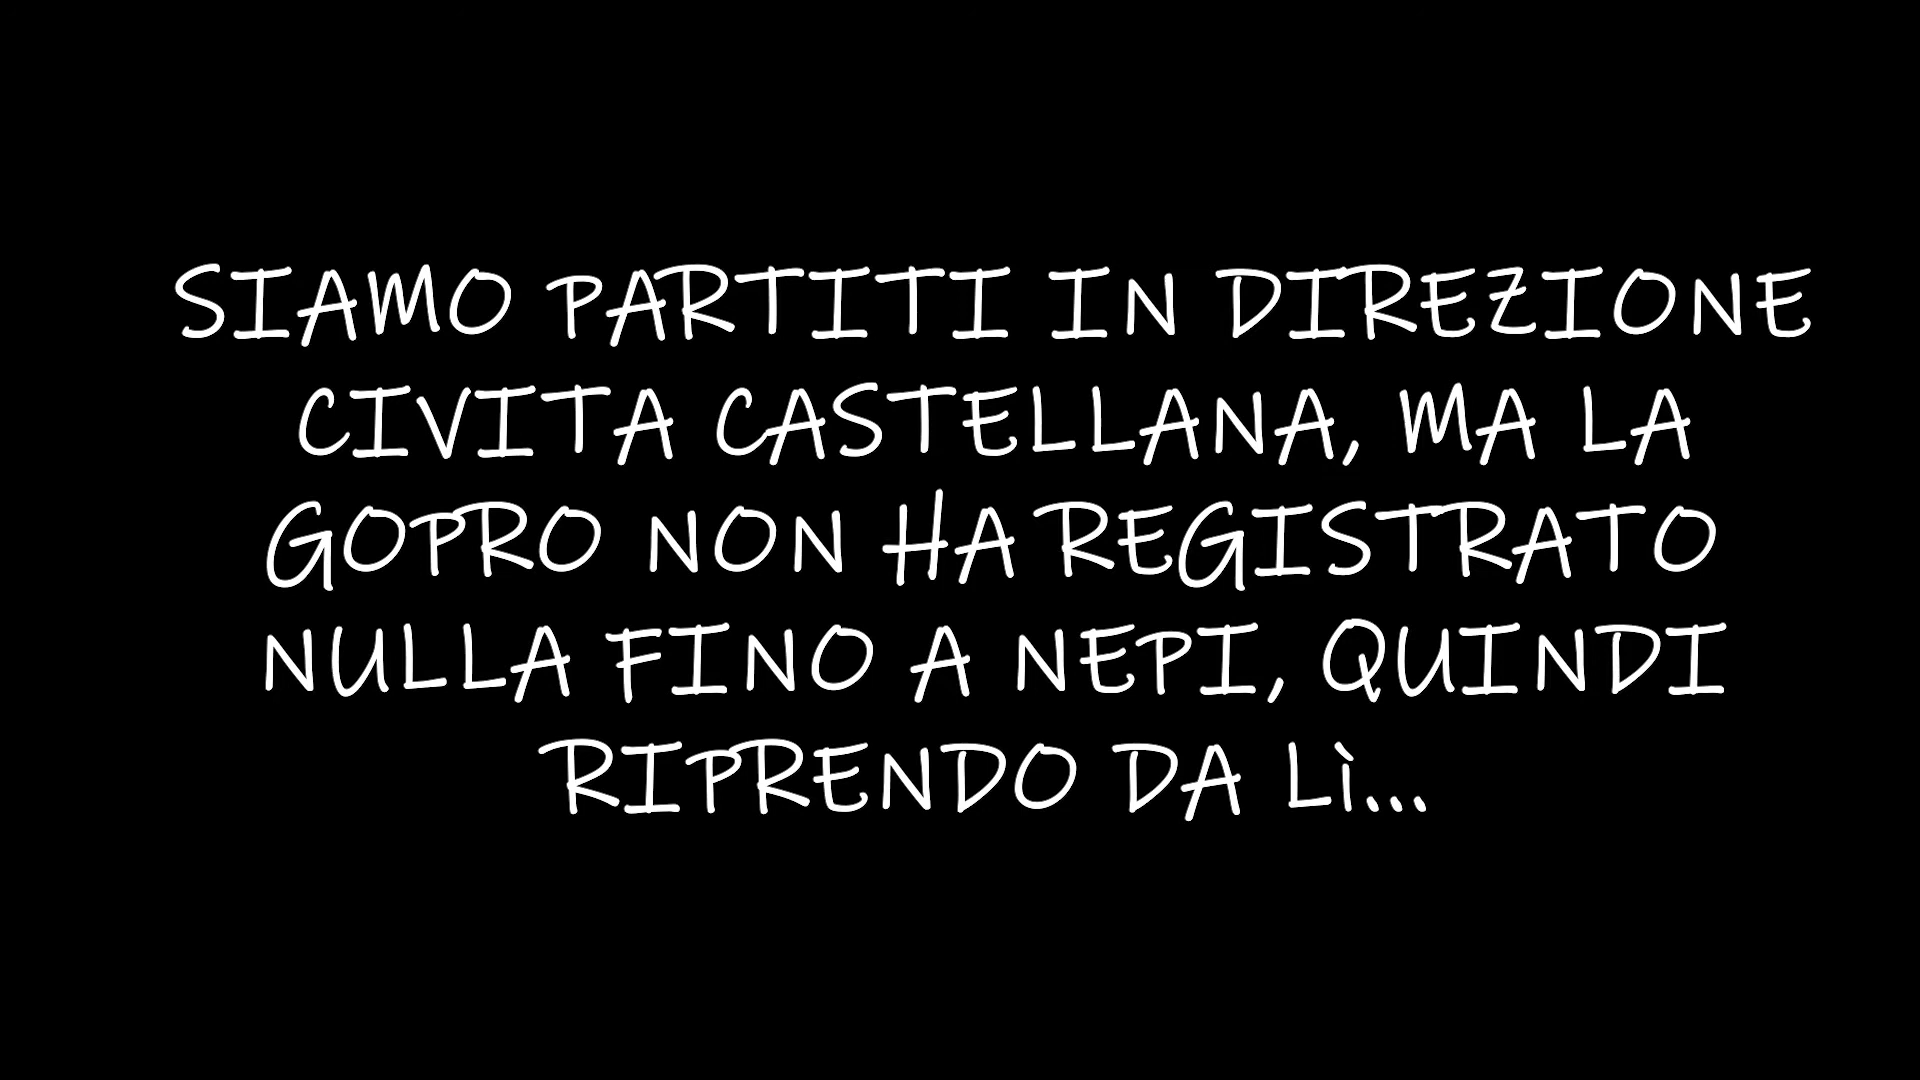 SIAMO PARTITI IN DIREZIONE
CIVITA CASTELLANA, MA LA
GOPRO NON HA REGISTRATO
NULLA FINO A NEPI, QUINDI
RIPRENDO DA Lì...